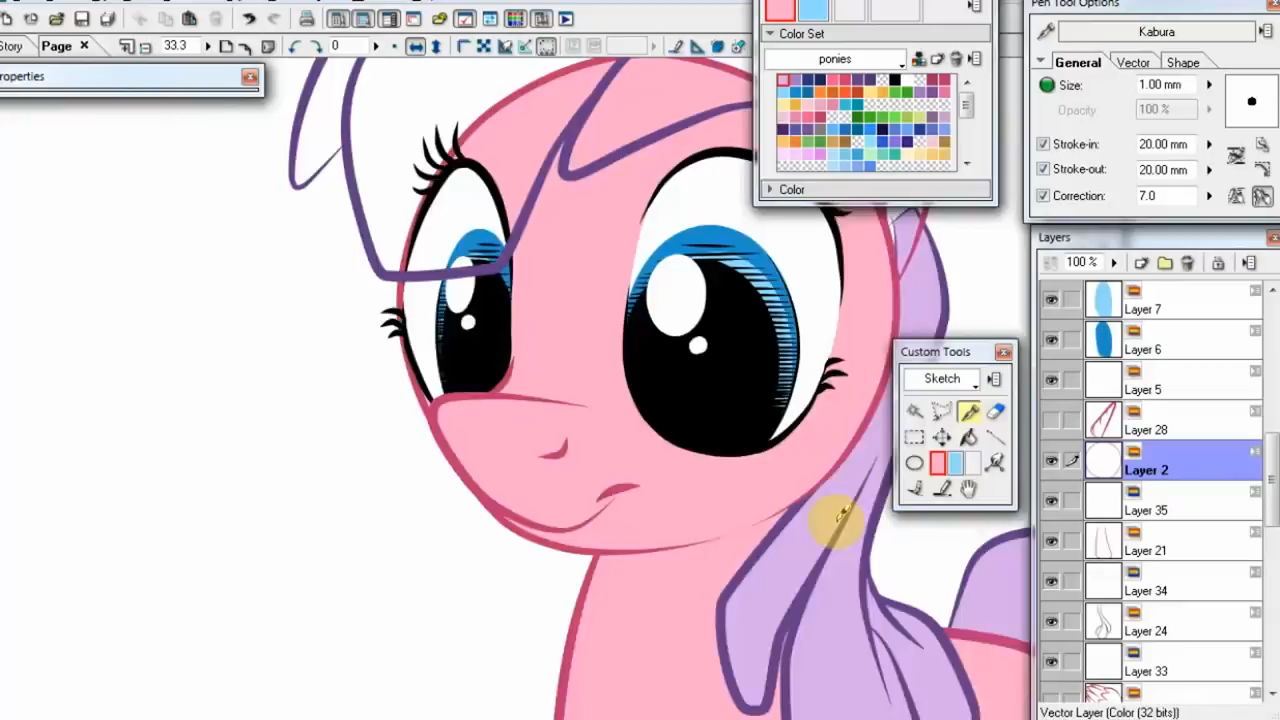 Pen Tool Options
Kabura
Story
Page
33.3
0
Color Set
ponies
Color
roperties
General
Vector
Shape
Size:
1.00 mm
Opacity
100 %
Stroke-in:
20.00 mm
Stroke-out:
20.00 mm
Correction:
7.0
Layers
100 %
Layer 7
Layer 6
Layer 5
Layer 28
Layer 2
Layer 35
Layer 21
Layer 34
Layer 24
Layer 33
Custom Tools
Sketch
Vector Layer (Color (32 bits))